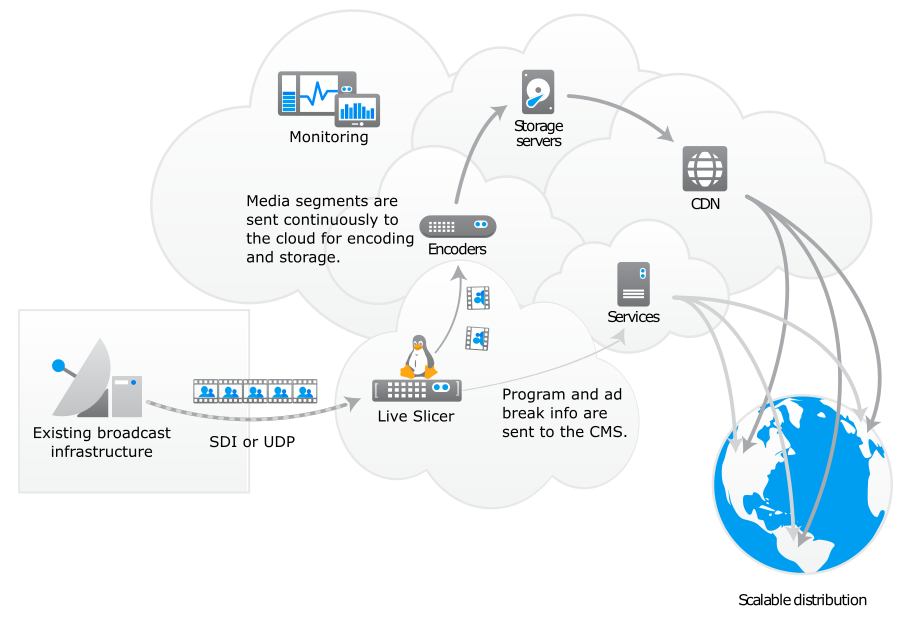 Monitoring
Storage
servers
CDN
Media segments are
sent continuously to
the cloud for encoding
and storage.
Encoders
Services
Existing broadcast
infrastructure
SDI or UDP
Live Slicer
Program and ad
break info are
sent to the CMS.
Scalable distribution